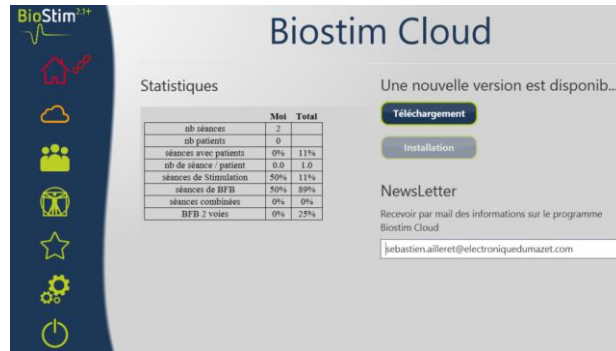 BioStim 2.1+
Biostim Cloud
Statistiques
Moi Total
nb séances 2
nb patients 0
séances avec patients 0% 11%
nb de séance / patient 0.0 1.0
séances de Stimulation 50% 11%
séances de BFB 50% 89%
séances combinées 0% 0%
BFB 2 voies 0% 25%
Une nouvelle version est disponib...
Téléchargement
Installation
NewsLetter
Recevoir par mail des informations sur le programme
Biostim Cloud
sebastien.ailleret@electroniquedumazet.com